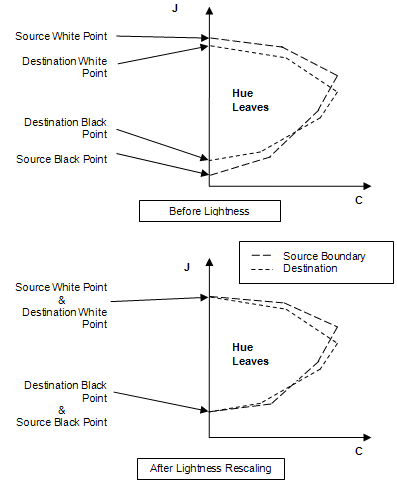 J
Source White Point
Destination White
Point
Hue
Leaves
Destination Black
Point
Source Black Point
C
Before Lightness
Source Boundary
Destination
J
Source White Point
&
Destination White
Point
Hue
Leaves
Destination Black
Point
&
Source Black Point
C
After Lightness Rescaling